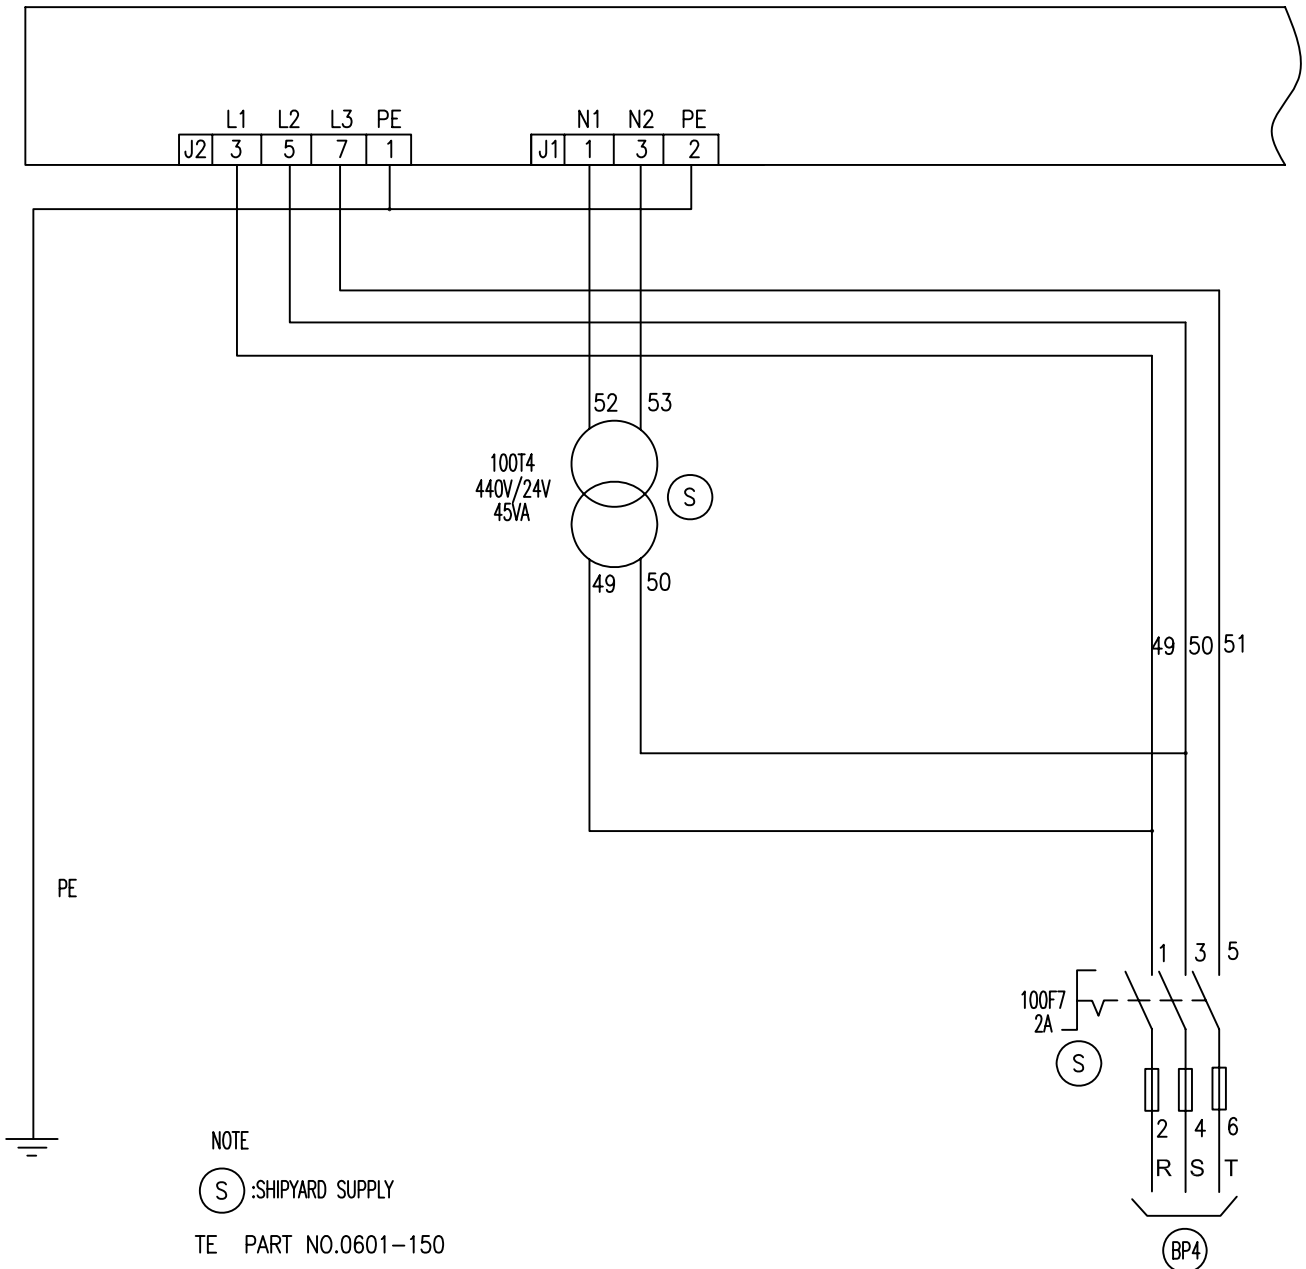 L1 L2 L3 PE N1 N2 PE
J2 3 5 7 1 J1 1 3 2
52 53
100T4
440V/24V
45VA
S
49 50
49 50 51
PE
1 3 5
100F7
2A
S
2 4 6
R S T
NOTE
S :SHIPYARD SUPPLY
TE PART NO.0601-150
BP4